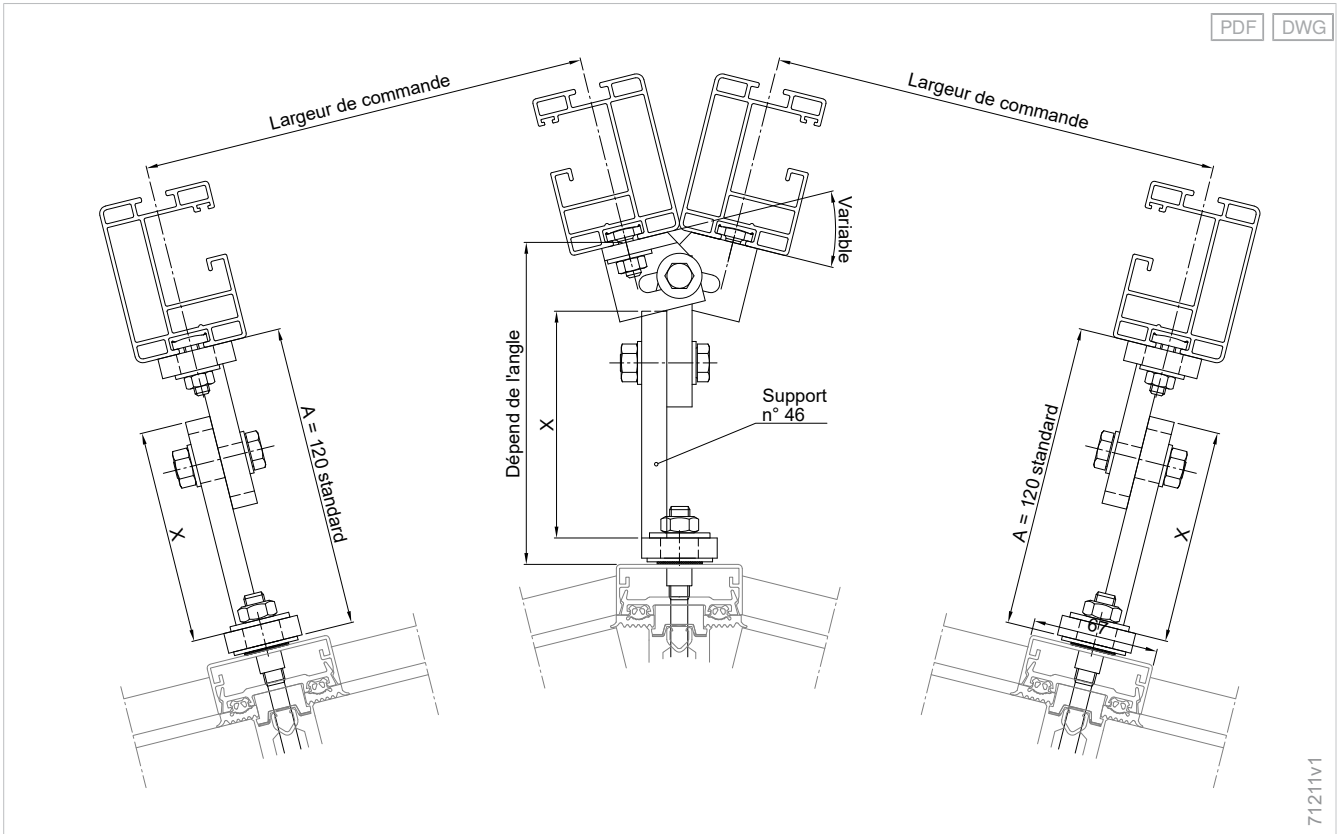 PDF
DWG
Largeur de commande
Largeur de commande
Variable
Dépend de l'angle
X
Support
n° 46
A = 120 standard
X
A = 120 standard
X
67
71211v1